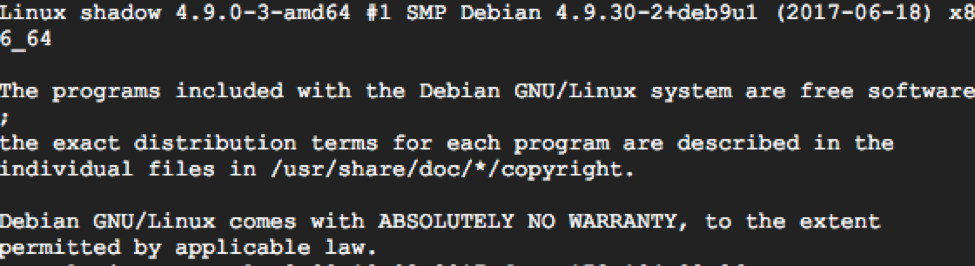 Linux shadow 4.9.0-3-amd64 #1 SMP Debian 4.9.30-2+deb9u1 (2017-06-18) x8
6_64
The programs included with the Debian GNU/Linux system are free software
;
the exact distribution terms for each program are described in the
individual files in /usr/share/doc/*/copyright.
Debian GNU/Linux comes with ABSOLUTELY NO WARRANTY, to the extent
permitted by applicable law.